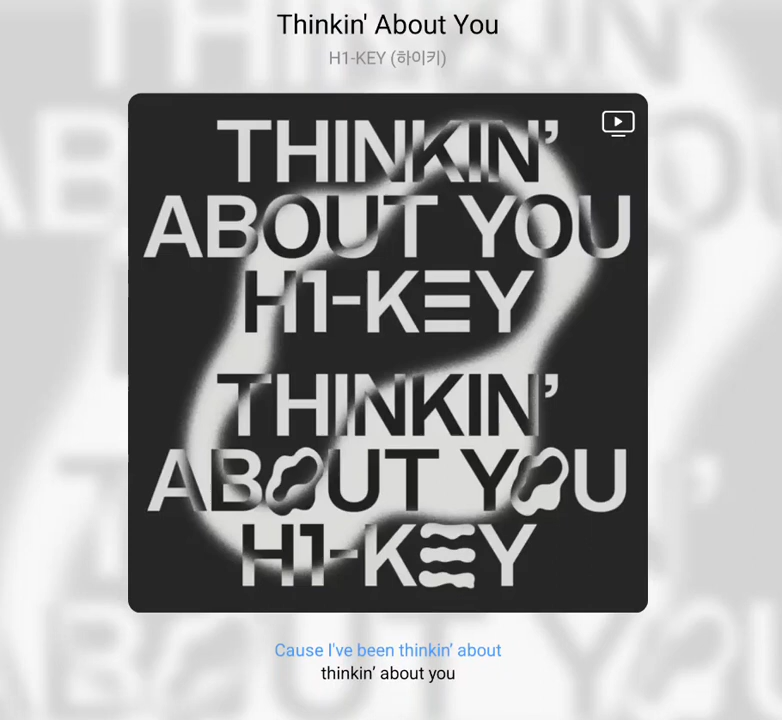 Thinkin' About You
H1-KEY (하이키)
THINKIN’
ABOUT YOU
H1-KEY
THINKIN’
ABOUT YOU
H1-KEY
Cause I've been thinkin’ about
thinkin’ about you